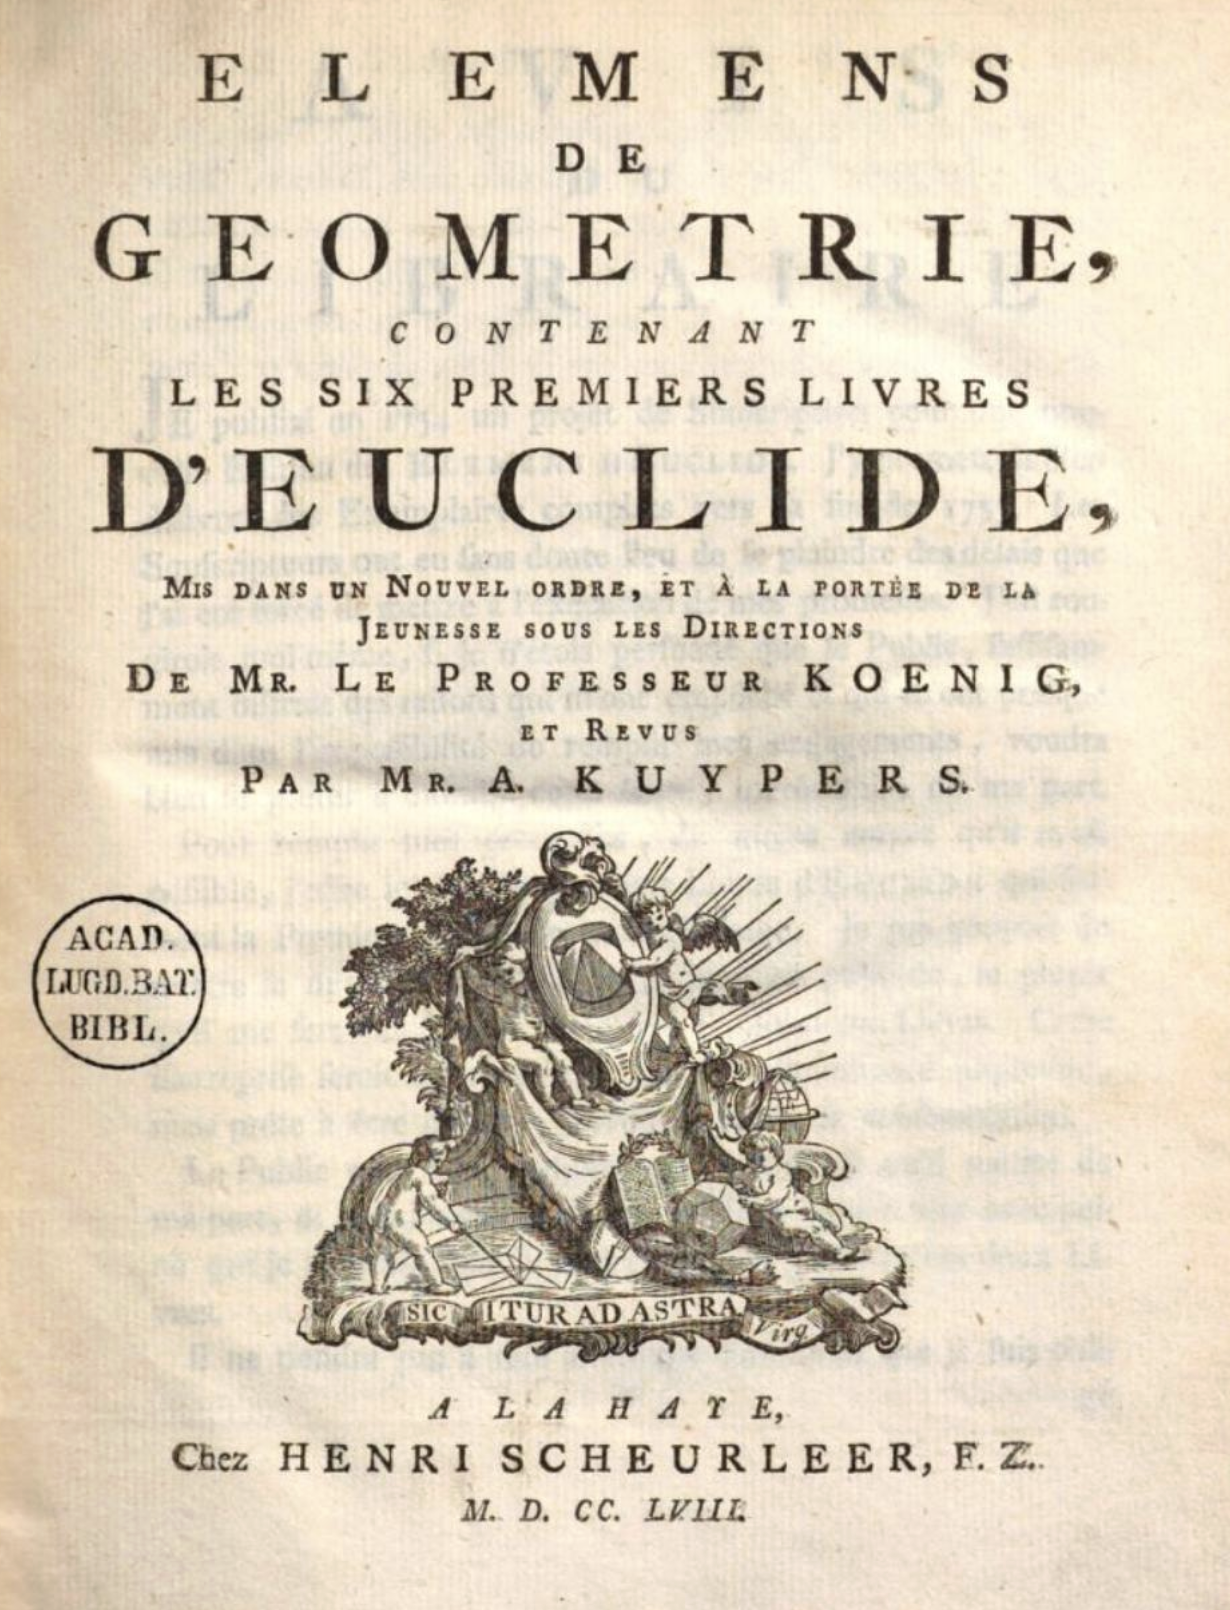 ELEMENS
DE
GEOMETRIE,
CONTENANT
LES SIX PREMIERS LIVRES
D'EUCLIDE,
MIS DANS UN NOUVEL ORDRE, ET À LA PORTÉE DE LA
JEUNESSE SOUS LES DIRECTIONS
DE MR. LE PROFESSEUR KOENIG,
ET REVUS
PAR MR. A. KUYPERS.
ACAD.
LUGD.BAT.
BIBL.
SIC ITUR AD ASTRA
Virg
A LA HAYE,
Chez HENRI SCHEURLEER, F. Z.
M. D. CC. LVIII.